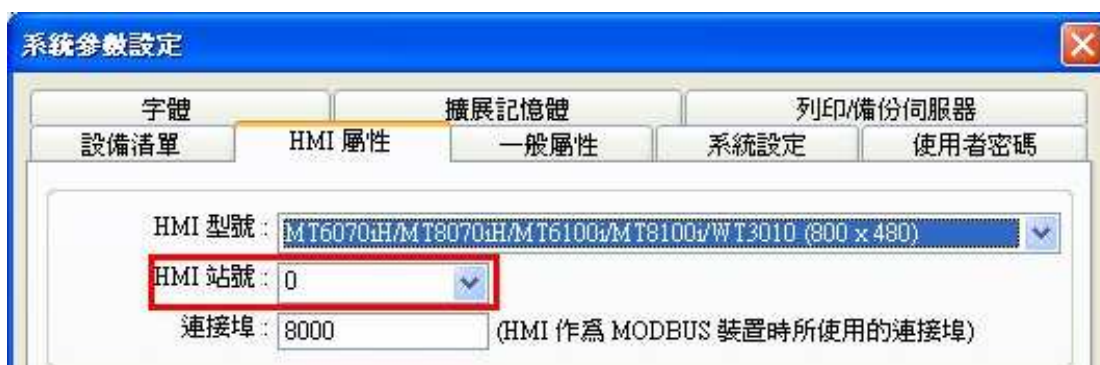 系統參數設定
字體 擴展記憶體 列印/備份伺服器
設備清單 HMI 屬性 一般屬性 系統設定 使用者密碼
HMI 型號 : MT6070iH/MT8070iH/MT6100i/MT8100i/WT3010 (800 x 480)
HMI 站號 : 0
連接埠 : 8000 (HMI 作為 MODBUS 裝置時所使用的連接埠)